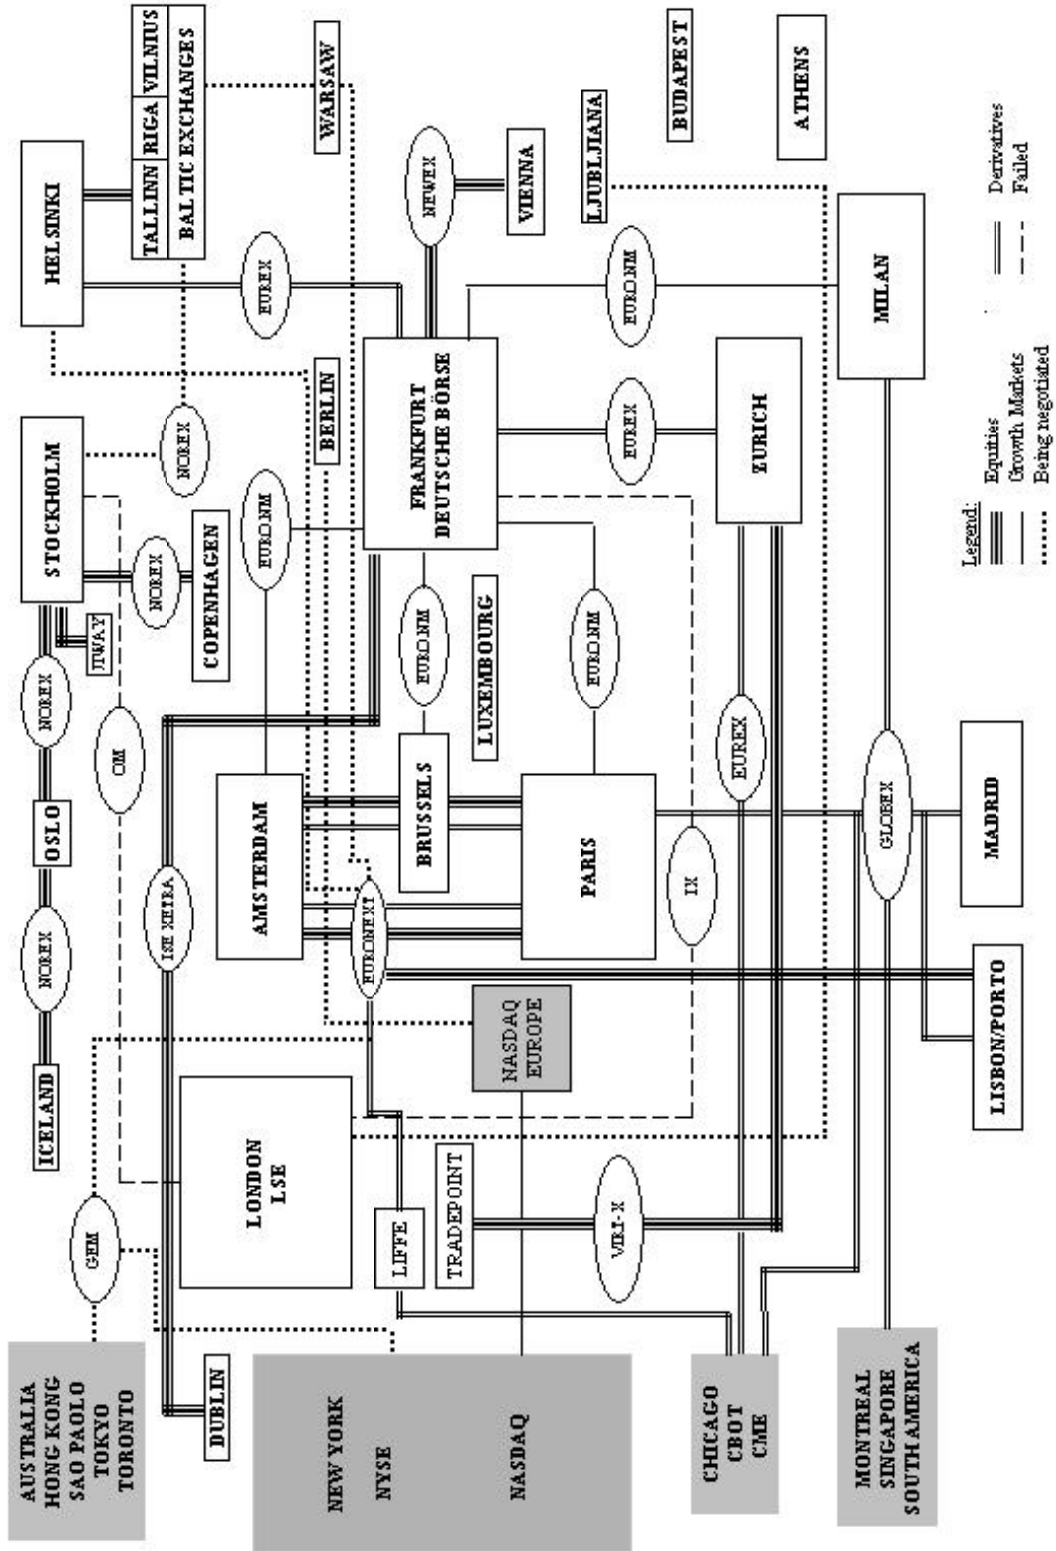 AUSTRALIA
HONG KONG
SAO PAOLO
TOKYO
TORONTO
ICELAND
NOREX
OSLO
NOREX
STOCKHOLM
HELSINKI
GEM
OM
JIWAY
NOREX
COPENHAGEN
NOREX
TALLINN
RIGA
VILNIUS
BALTIC EXCHANGES
DUBLIN
ISE XETRA
LONDON
LSE
AMSTERDAM
EURO.NM
EUREX
BERLIN
WARSAW
NEW YORK
NYSE
NASDAQ
LIFFE
EURONEXT
BRUSSELS
EURO.NM
FRANKFURT
DEUTSCHE BÖRSE
NEWEX
TRADEPOINT
NASDAQ
EUROPE
LUXEMBOURG
VIENNA
VIRT-X
PARIS
EURO.NM
EUREX
EURO.NM
LJUBLJIANA
CHICAGO
CBOT
CME
IX
EUREX
ZURICH
BUDAPEST
MONTREAL
SINGAPORE
SOUTH AMERICA
GLOBEX
MILAN
ATHENS
LISBON/PORTO
MADRID
Legend:
Equities
Derivatives
Growth Markets
Failed
Being negotiated